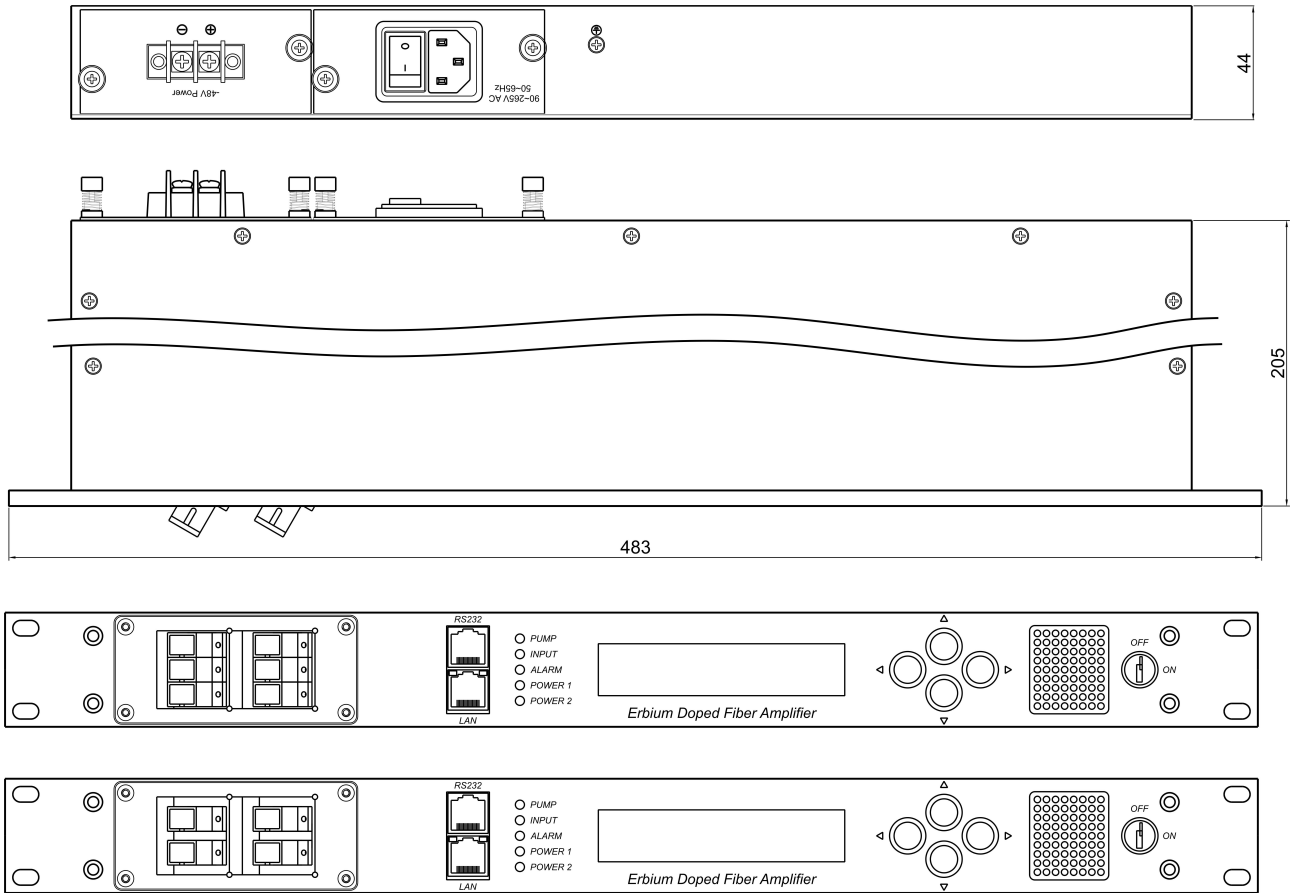 -48V Power
90~265V AC
50~65Hz
44
205
483
RS232
PUMP
INPUT
ALARM
POWER 1
POWER 2
LAN
Erbium Doped Fiber Amplifier
OFF
ON
RS232
PUMP
INPUT
ALARM
POWER 1
POWER 2
LAN
Erbium Doped Fiber Amplifier
OFF
ON